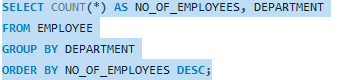 SELECT COUNT(*) AS NO_OF_EMPLOYEES, DEPARTMENT
FROM EMPLOYEE
GROUP BY DEPARTMENT
ORDER BY NO_OF_EMPLOYEES DESC;